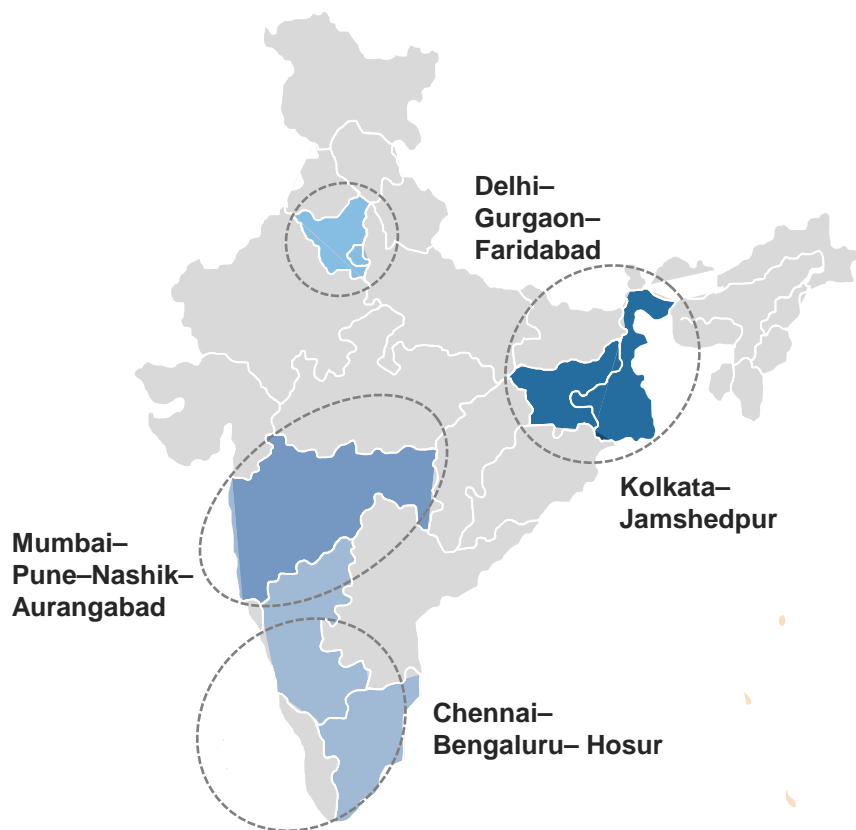 Delhi–
Gurgaon–
Faridabad
Kolkata–
Jamshedpur
Mumbai–
Pune–Nashik–
Aurangabad
Chennai–
Bengaluru– Hosur